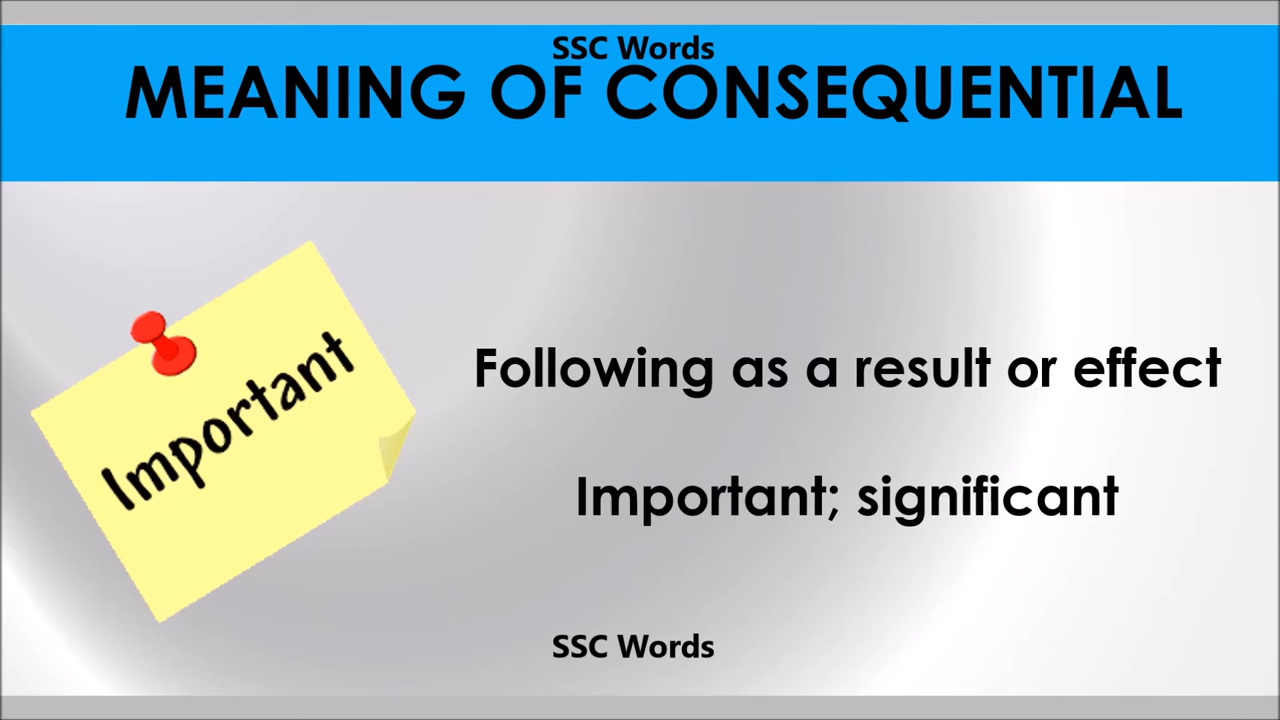 SSC Words
MEANING OF CONSEQUENTIAL
Important
Following as a result or effect
Important; significant
SSC Words